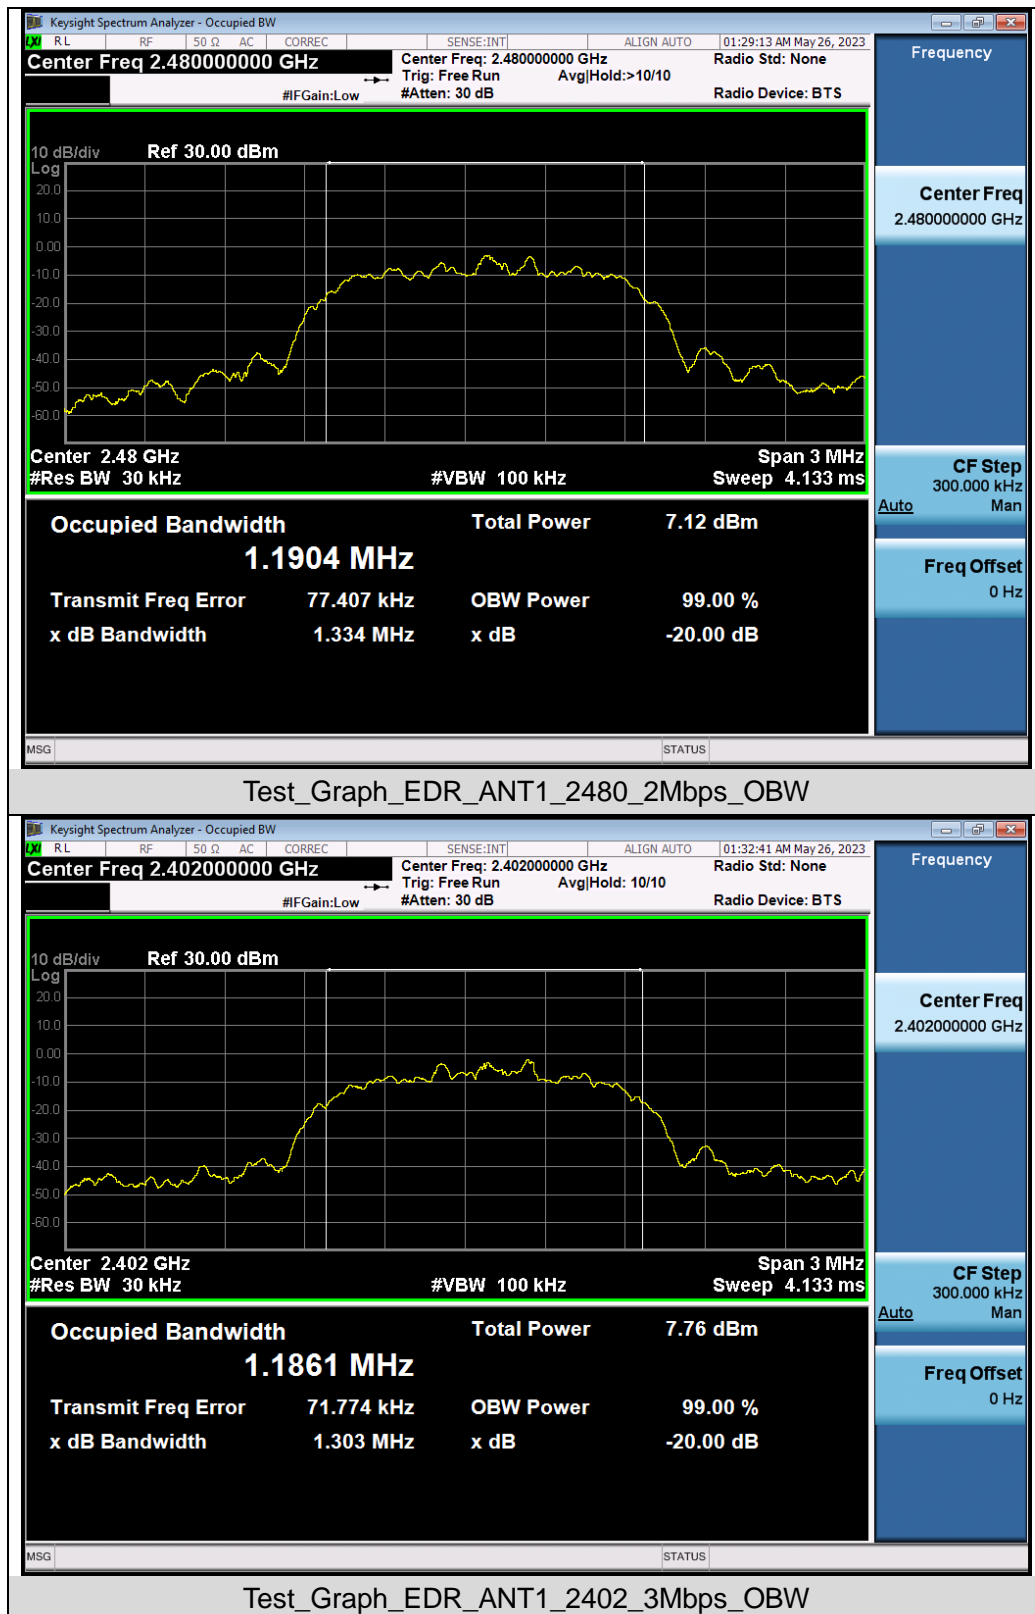 Keysight Spectrum Analyzer - Occupied BW
LXI RL RF 50 Ω AC CORREC SENSE:INT ALIGN AUTO 01:29:13 AM May 26, 2023
Center Freq 2.480000000 GHz
Center Freq: 2.480000000 GHz
Radio Std: None
Trig: Free Run Avg|Hold:>10/10
#IFGain:Low
#Atten: 30 dB
Radio Device: BTS
Frequency
10 dB/div Ref 30.00 dBm
Log
20.0
10.0
0.00
-10.0
-20.0
-30.0
-40.0
-50.0
-60.0
Center 2.48 GHz
Span 3 MHz
#Res BW 30 kHz
#VBW 100 kHz
Sweep 4.133 ms
Center Freq
2.480000000 GHz
CF Step
300.000 kHz
Auto Man
Freq Offset
0 Hz
Occupied Bandwidth
1.1904 MHz
Total Power 7.12 dBm
Transmit Freq Error 77.407 kHz
OBW Power 99.00 %
x dB Bandwidth 1.334 MHz
x dB -20.00 dB
MSG STATUS
Test_Graph_EDR_ANT1_2480_2Mbps_OBW
Keysight Spectrum Analyzer - Occupied BW
LXI RL RF 50 Ω AC CORREC SENSE:INT ALIGN AUTO 01:32:41 AM May 26, 2023
Center Freq 2.402000000 GHz
Center Freq: 2.402000000 GHz
Radio Std: None
Trig: Free Run Avg|Hold: 10/10
#IFGain:Low
#Atten: 30 dB
Radio Device: BTS
Frequency
10 dB/div Ref 30.00 dBm
Log
20.0
10.0
0.00
-10.0
-20.0
-30.0
-40.0
-50.0
-60.0
Center 2.402 GHz
Span 3 MHz
#Res BW 30 kHz
#VBW 100 kHz
Sweep 4.133 ms
Center Freq
2.402000000 GHz
CF Step
300.000 kHz
Auto Man
Freq Offset
0 Hz
Occupied Bandwidth
1.1861 MHz
Total Power 7.76 dBm
Transmit Freq Error 71.774 kHz
OBW Power 99.00 %
x dB Bandwidth 1.303 MHz
x dB -20.00 dB
MSG STATUS
Test_Graph_EDR_ANT1_2402_3Mbps_OBW